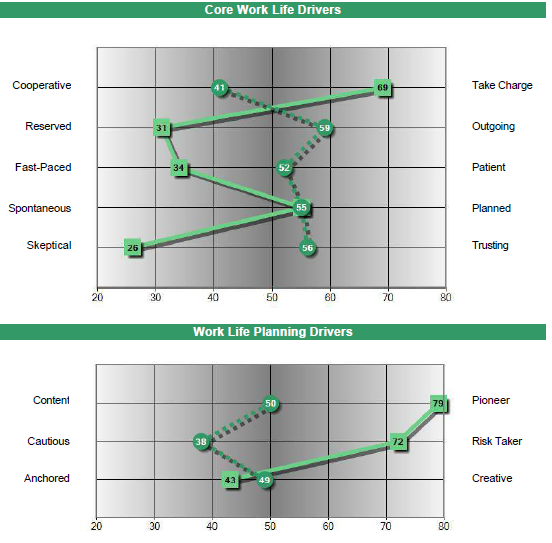 Core Work Life Drivers
Cooperative 41 69 Take Charge
Reserved 31 59 Outgoing
Fast-Paced 34 52 Patient
Spontaneous 55 Planned
Skeptical 26 56 Trusting
20 30 40 50 60 70 80
Work Life Planning Drivers
Content 50 79 Pioneer
Cautious 38 72 Risk Taker
Anchored 43 49 Creative
20 30 40 50 60 70 80